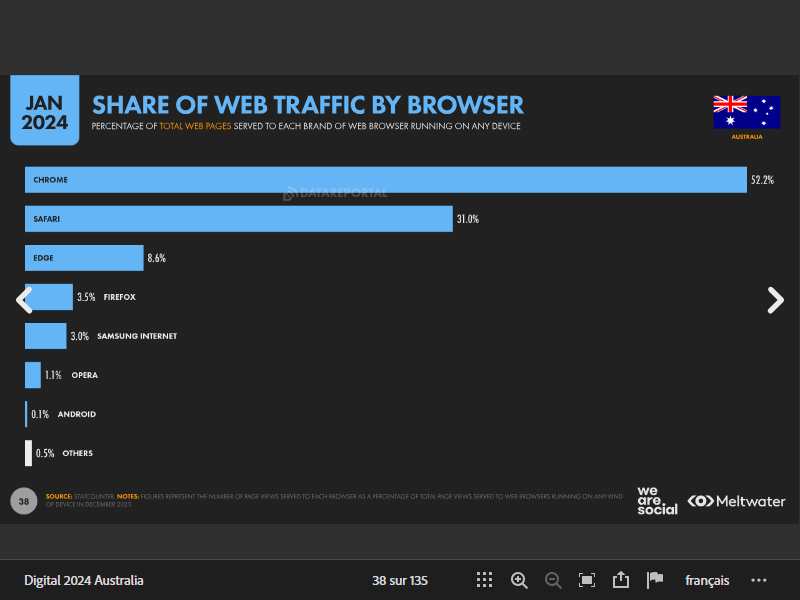 JAN
2024
SHARE OF WEB TRAFFIC BY BROWSER
PERCENTAGE OF TOTAL WEB PAGES SERVED TO EACH BRAND OF WEB BROWSER RUNNING ON ANY DEVICE
AUSTRALIA
CHROME 52.2%
DATAREPORTAL
SAFARI 31.0%
EDGE 8.6%
3.5% FIREFOX
3.0% SAMSUNG INTERNET
1.1% OPERA
0.1% ANDROID
0.5% OTHERS
38
SOURCE: STATCOUNTER. NOTES: FIGURES REPRESENT THE NUMBER OF PAGE VIEWS SERVED TO EACH BROWSER AS A PERCENTAGE OF TOTAL PAGE VIEWS SERVED TO WEB BROWSERS RUNNING ON ANY KIND
OF DEVICE IN DECEMBER 2023.
we
are
social
Meltwater
Digital 2024 Australia
38 sur 135
français